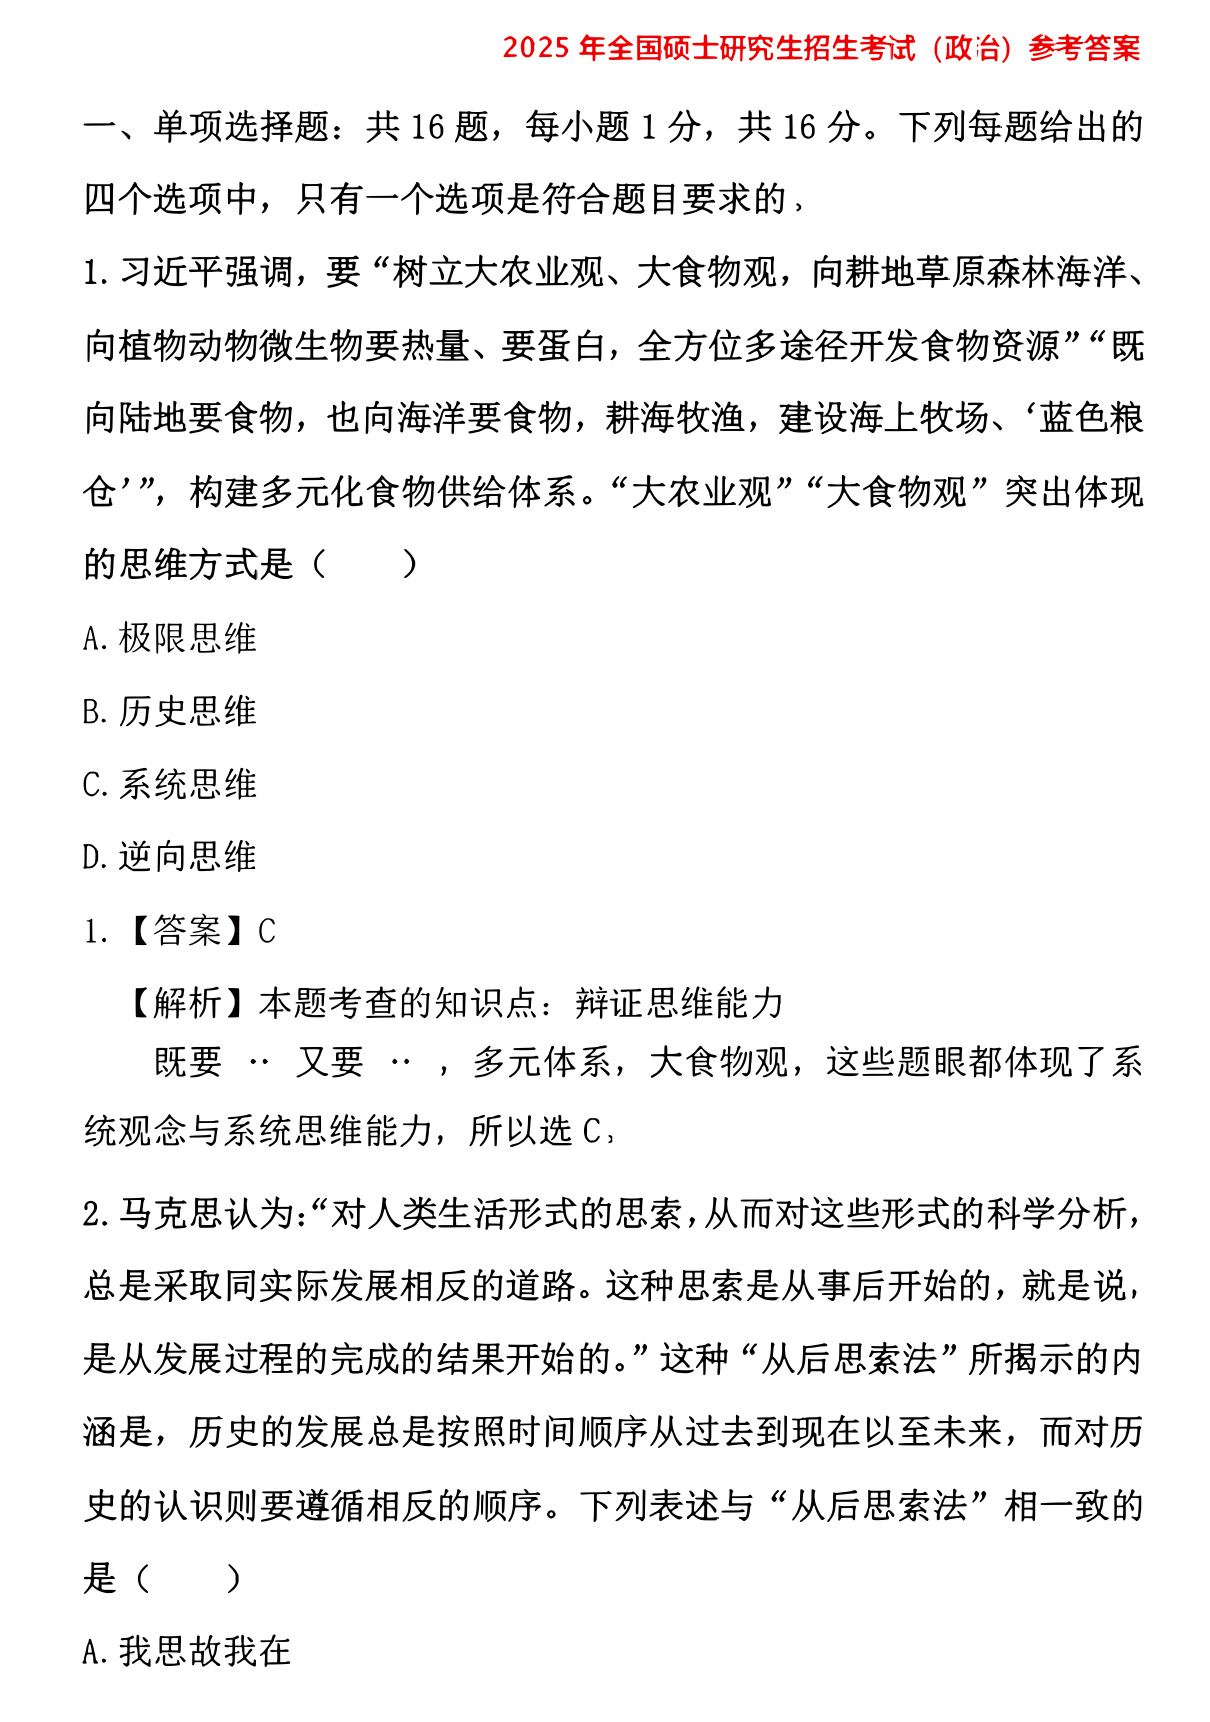 2025 年全国硕士研究生招生考试（政治）参考答案
一、单项选择题：共 16 题，每小题 1 分，共 16 分。下列每题给出的
四个选项中，只有一个选项是符合题目要求的。
1. 习近平强调，要“树立大农业观、大食物观，向耕地草原森林海洋、
向植物动物微生物要热量、要蛋白，全方位多途径开发食物资源”“既
向陆地要食物，也向海洋要食物，耕海牧渔，建设海上牧场、‘蓝色粮
仓’”，构建多元化食物供给体系。“大农业观”“大食物观”突出体现
的思维方式是（　　）
A. 极限思维
B. 历史思维
C. 系统思维
D. 逆向思维
1. 【答案】C
【解析】本题考查的知识点：辩证思维能力
既要 ·· 又要 ·· ，多元体系，大食物观，这些题眼都体现了系
统观念与系统思维能力，所以选 C。
2. 马克思认为：“对人类生活形式的思索，从而对这些形式的科学分析，
总是采取同实际发展相反的道路。这种思索是从事后开始的，就是说，
是从发展过程的完成的结果开始的。”这种“从后思索法”所揭示的内
涵是，历史的发展总是按照时间顺序从过去到现在以至未来，而对历
史的认识则要遵循相反的顺序。下列表述与“从后思索法”相一致的
是（　　）
A. 我思故我在